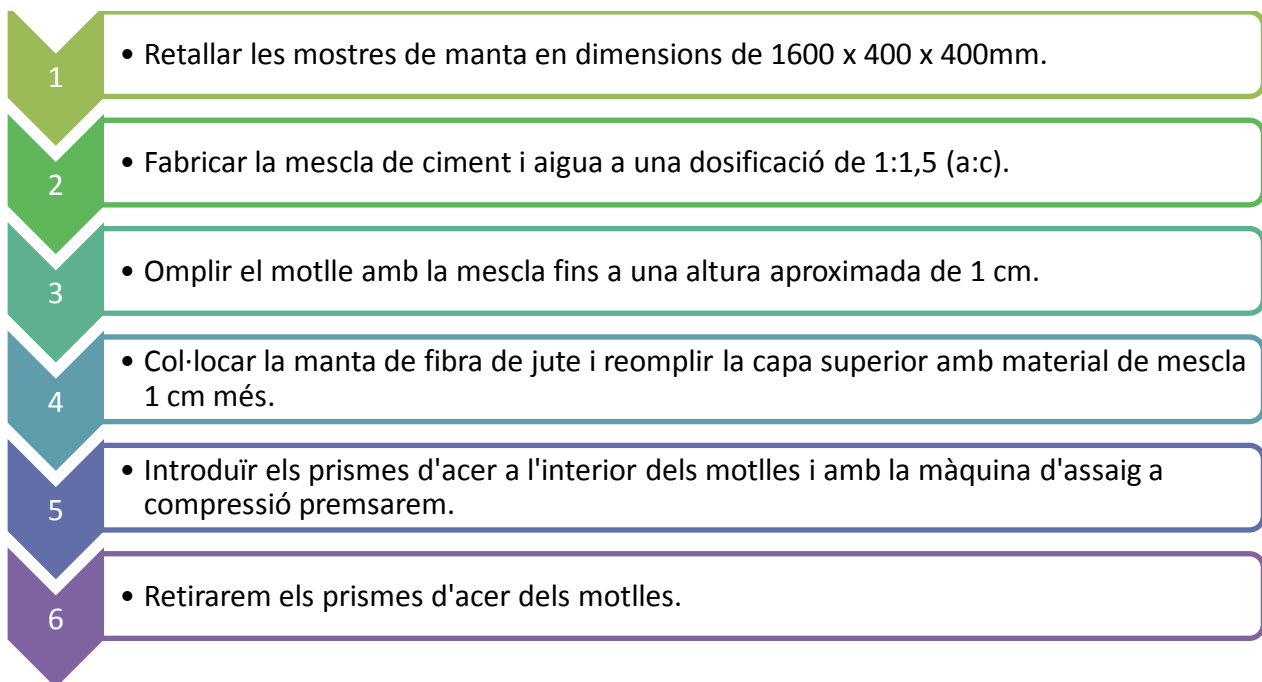 1
• Retallar les mostres de manta en dimensions de 1600 x 400 x 400mm.
2
• Fabricar la mescla de ciment i aigua a una dosificació de 1:1,5 (a:c).
3
• Omplir el motlle amb la mescla fins a una altura aproximada de 1 cm.
4
• Col·locar la manta de fibra de jute i reomplir la capa superior amb material de mescla
1 cm més.
5
• Introduïr els prismes d'acer a l'interior dels motlles i amb la màquina d'assaig a
compressió premsarem.
6
• Retirarem els prismes d'acer dels motlles.